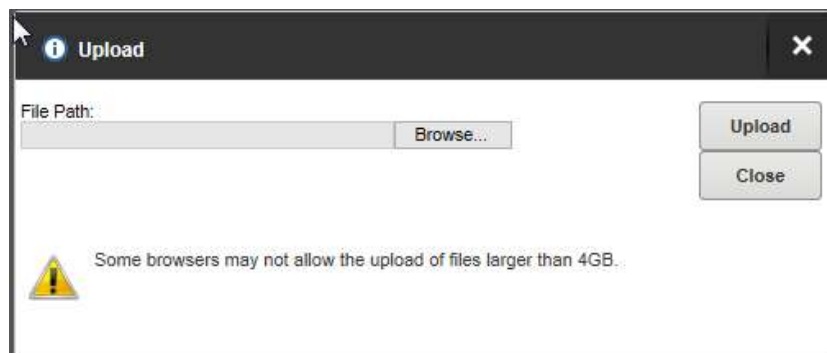 Upload
File Path:
Browse...
Upload
Close
Some browsers may not allow the upload of files larger than 4GB.